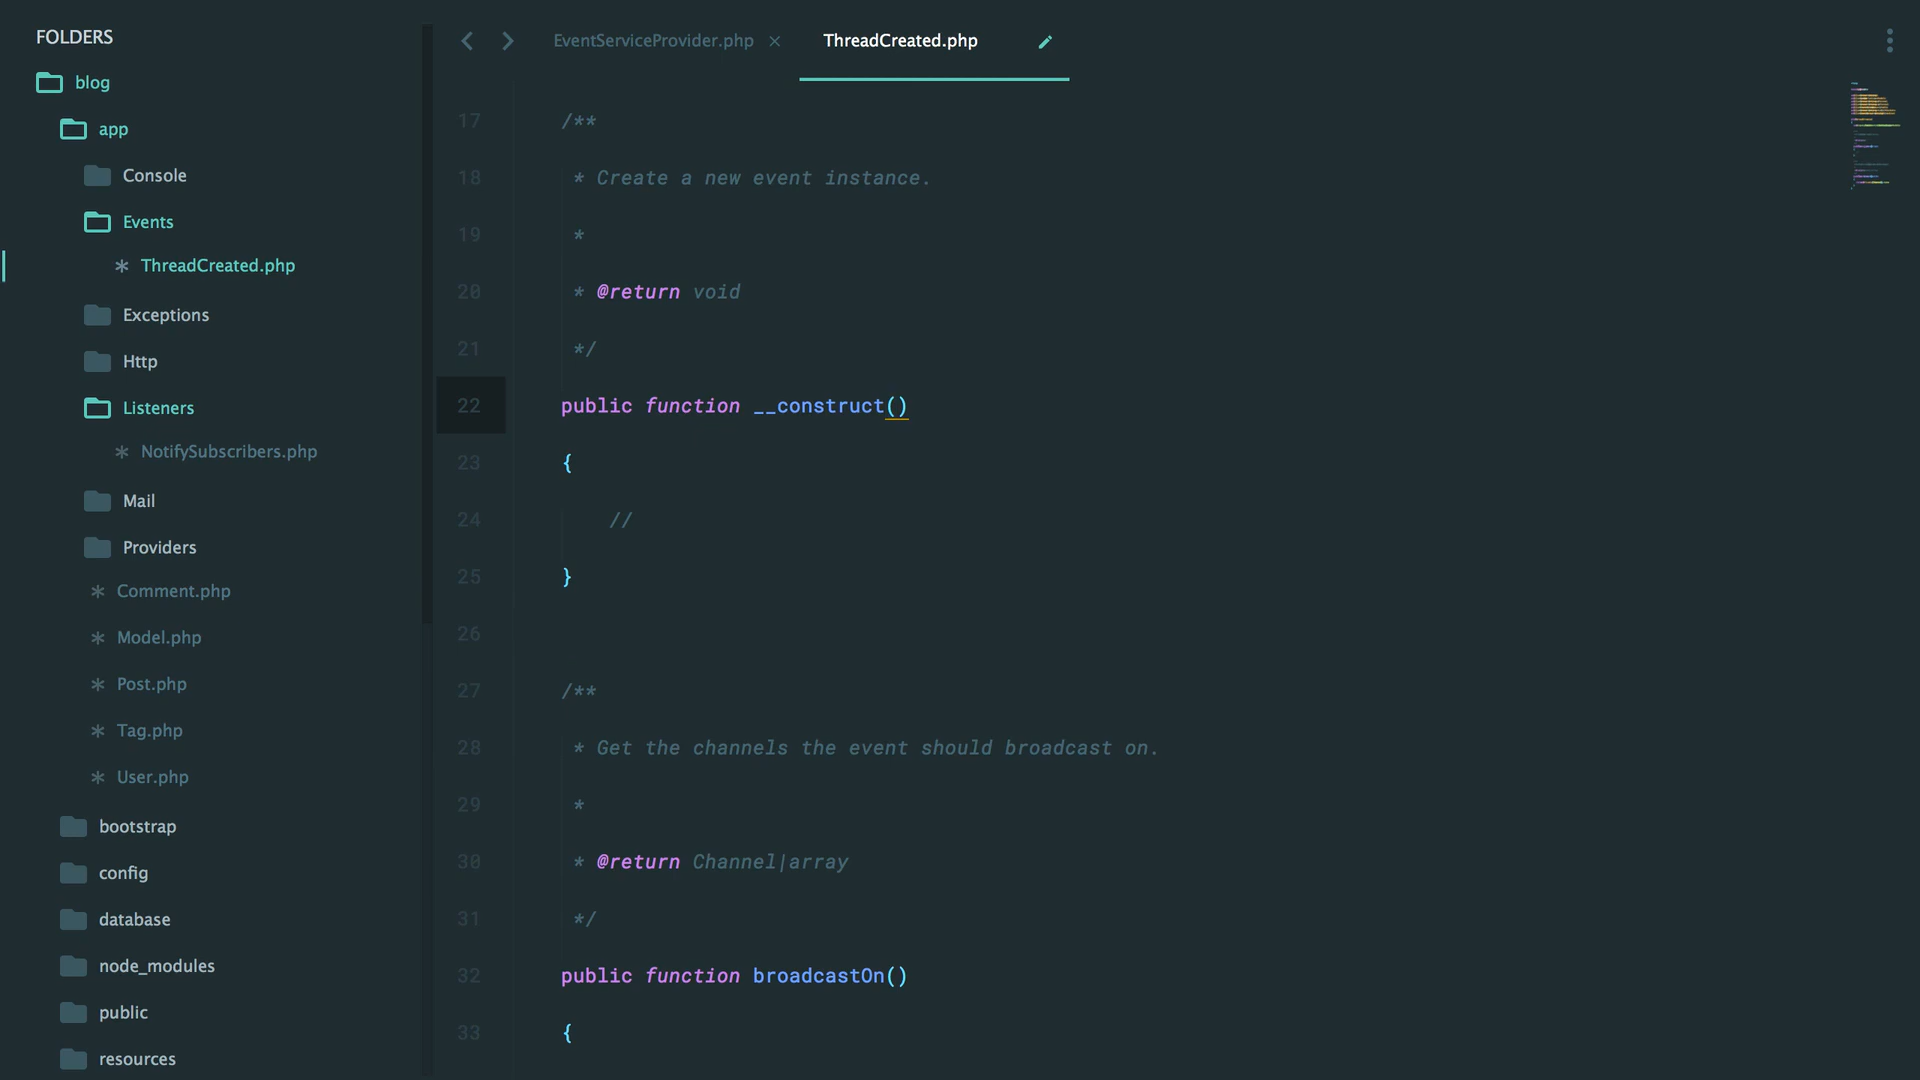 FOLDERS
blog
app
Console
Events
ThreadCreated.php
Exceptions
Http
Listeners
NotifySubscribers.php
Mail
Providers
Comment.php
Model.php
Post.php
Tag.php
User.php
bootstrap
config
database
node_modules
public
resources
EventServiceProvider.php
ThreadCreated.php
17 /**
18 * Create a new event instance.
19 *
20 * @return void
21 */
22 public function __construct()
23 {
24 //
25 }
26
27 /**
28 * Get the channels the event should broadcast on.
29 *
30 * @return Channel|array
31 */
32 public function broadcastOn()
33 {